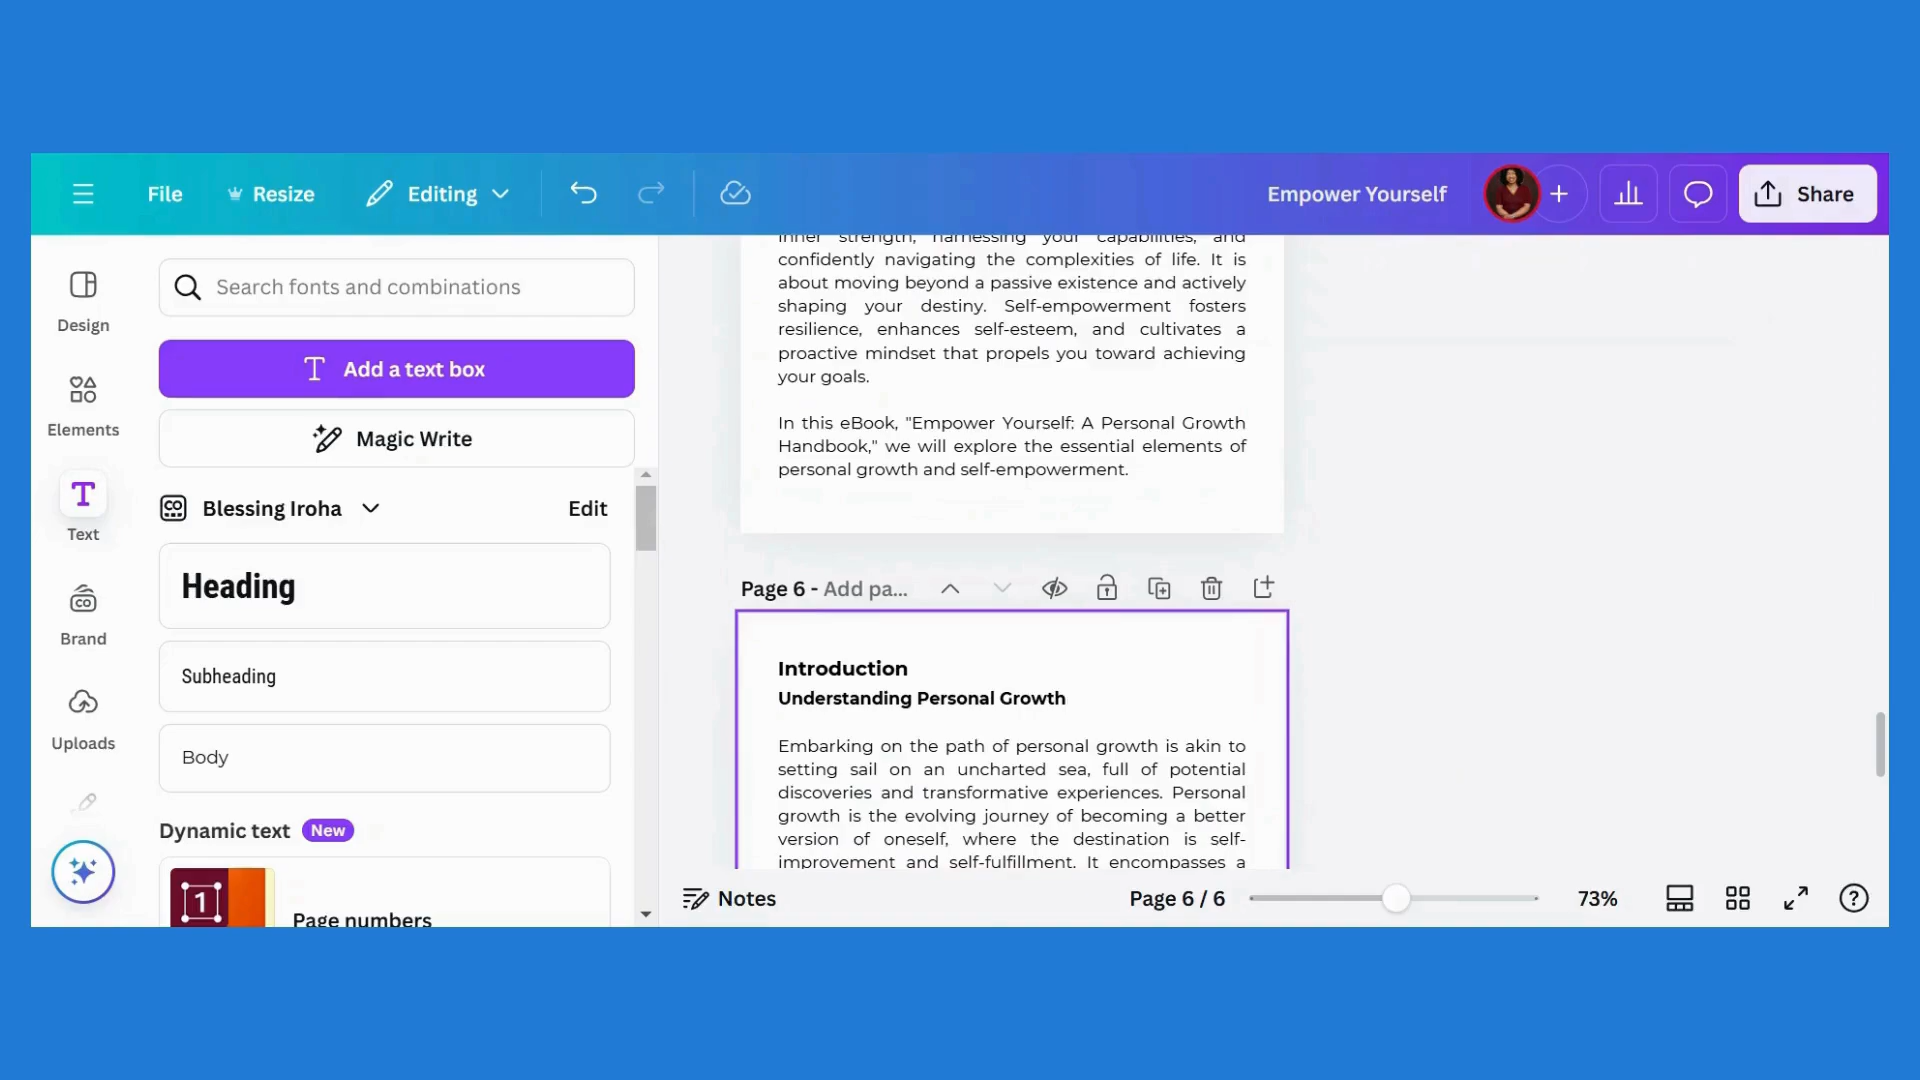 File
Resize
Editing
Empower Yourself
Share
Design
Elements
Text
Brand
Uploads
Search fonts and combinations
Add a text box
Magic Write
Blessing Iroha
Edit
Heading
Subheading
Body
Dynamic text New
1
Page numbers
inner strength, harnessing your capabilities, and
confidently navigating the complexities of life. It is
about moving beyond a passive existence and actively
shaping your destiny. Self-empowerment fosters
resilience, enhances self-esteem, and cultivates a
proactive mindset that propels you toward achieving
your goals.
In this eBook, "Empower Yourself: A Personal Growth
Handbook," we will explore the essential elements of
personal growth and self-empowerment.
Page 6 - Add pa...
Introduction
Understanding Personal Growth
Embarking on the path of personal growth is akin to
setting sail on an uncharted sea, full of potential
discoveries and transformative experiences. Personal
growth is the evolving journey of becoming a better
version of oneself, where the destination is self-
improvement and self-fulfillment. It encompasses a
Notes
Page 6 / 6
73%